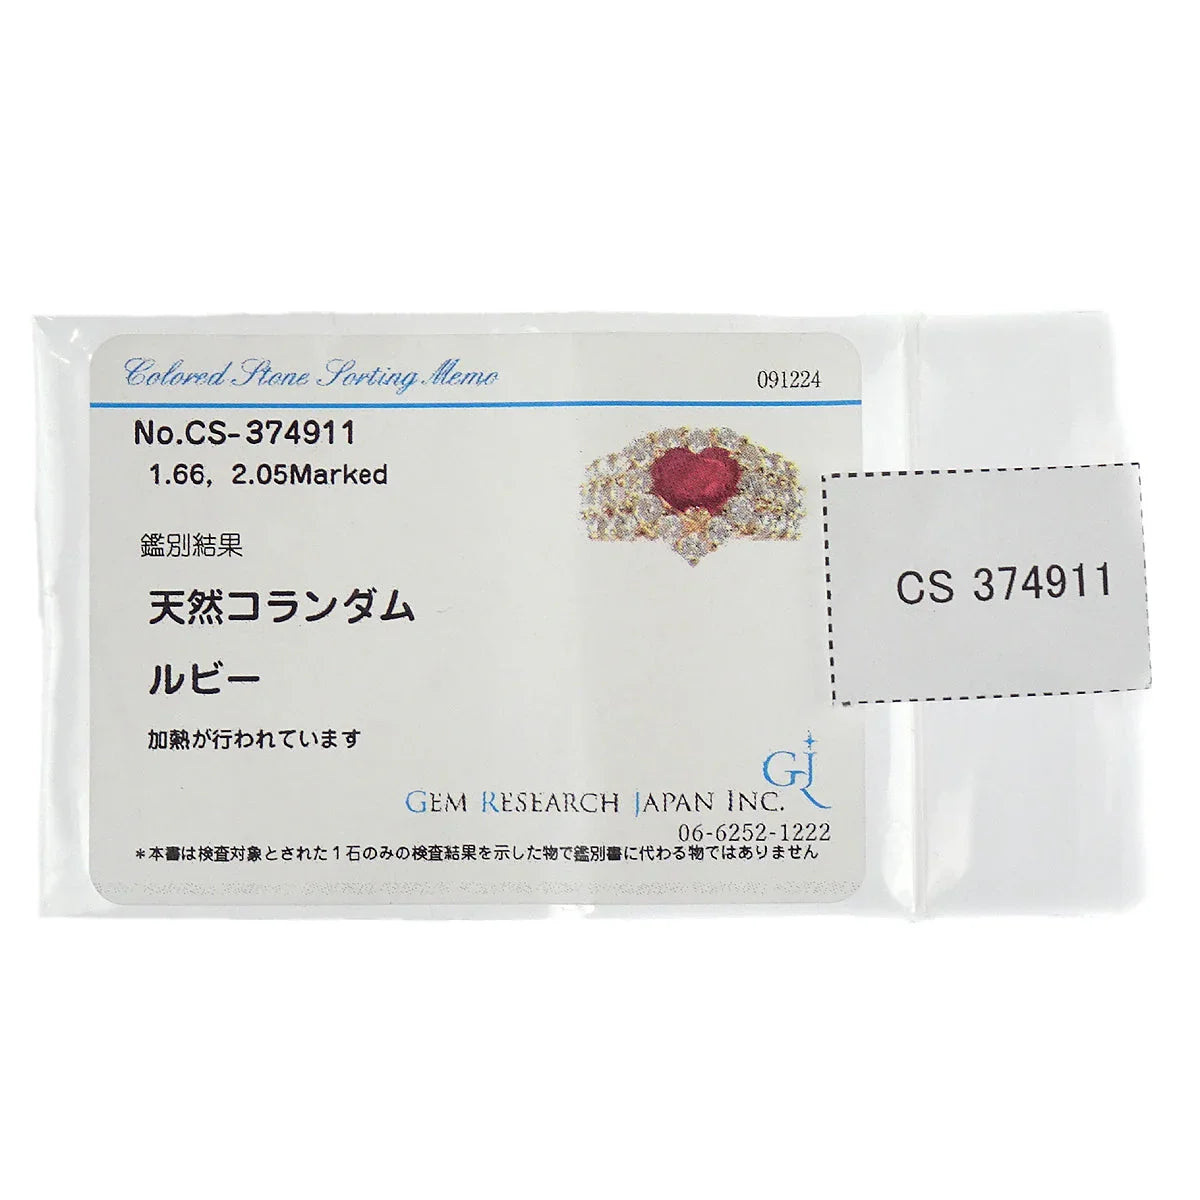 Colored Stone Sorting Memo
091224
No.CS-374911
1.66, 2.05Marked
鑑別結果
天然コランダム
ルビー
加熱が行われています
CS 374911
GJR
GEM RESEARCH JAPAN INC.
06-6252-1222
*本書は検査対象とされた1石のみの検査結果を示した物で鑑別書に代わる物ではありません